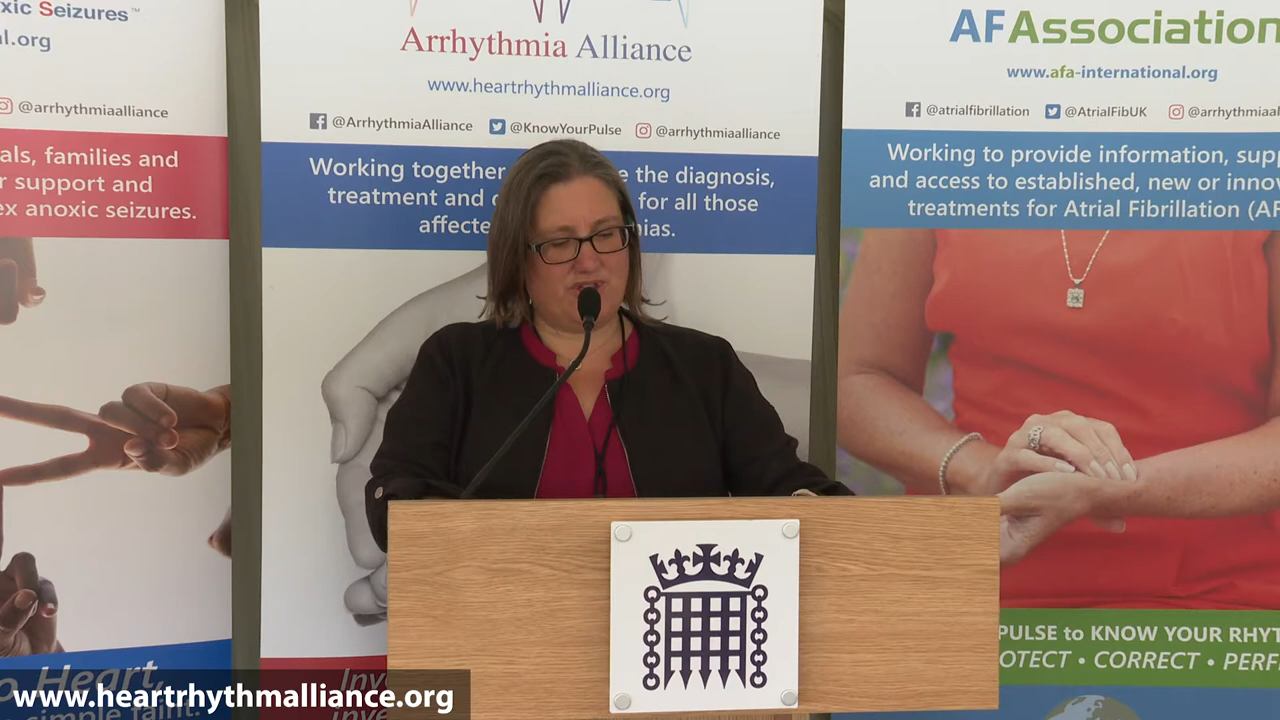 xic Seizures™
al.org
@arrhythmiaalliance
als, families and
r support and
ex anoxic seizures.
o Heart,
simple faint.
Arrhythmia Alliance
www.heartrhythmalliance.org
@ArrhythmiaAlliance @KnowYourPulse @arrhythmiaalliance
Working together e the diagnosis,
treatment and for all those
affecte ias.
AFAssociation
www.afa-international.org
@atrialfibrillation @AtrialFibUK @arrhythmiaal
Working to provide information, supp
and access to established, new or innov
treatments for Atrial Fibrillation (AF
PULSE to KNOW YOUR RHYT
OTECT • CORRECT • PERF
www.heartrhythmalliance.org